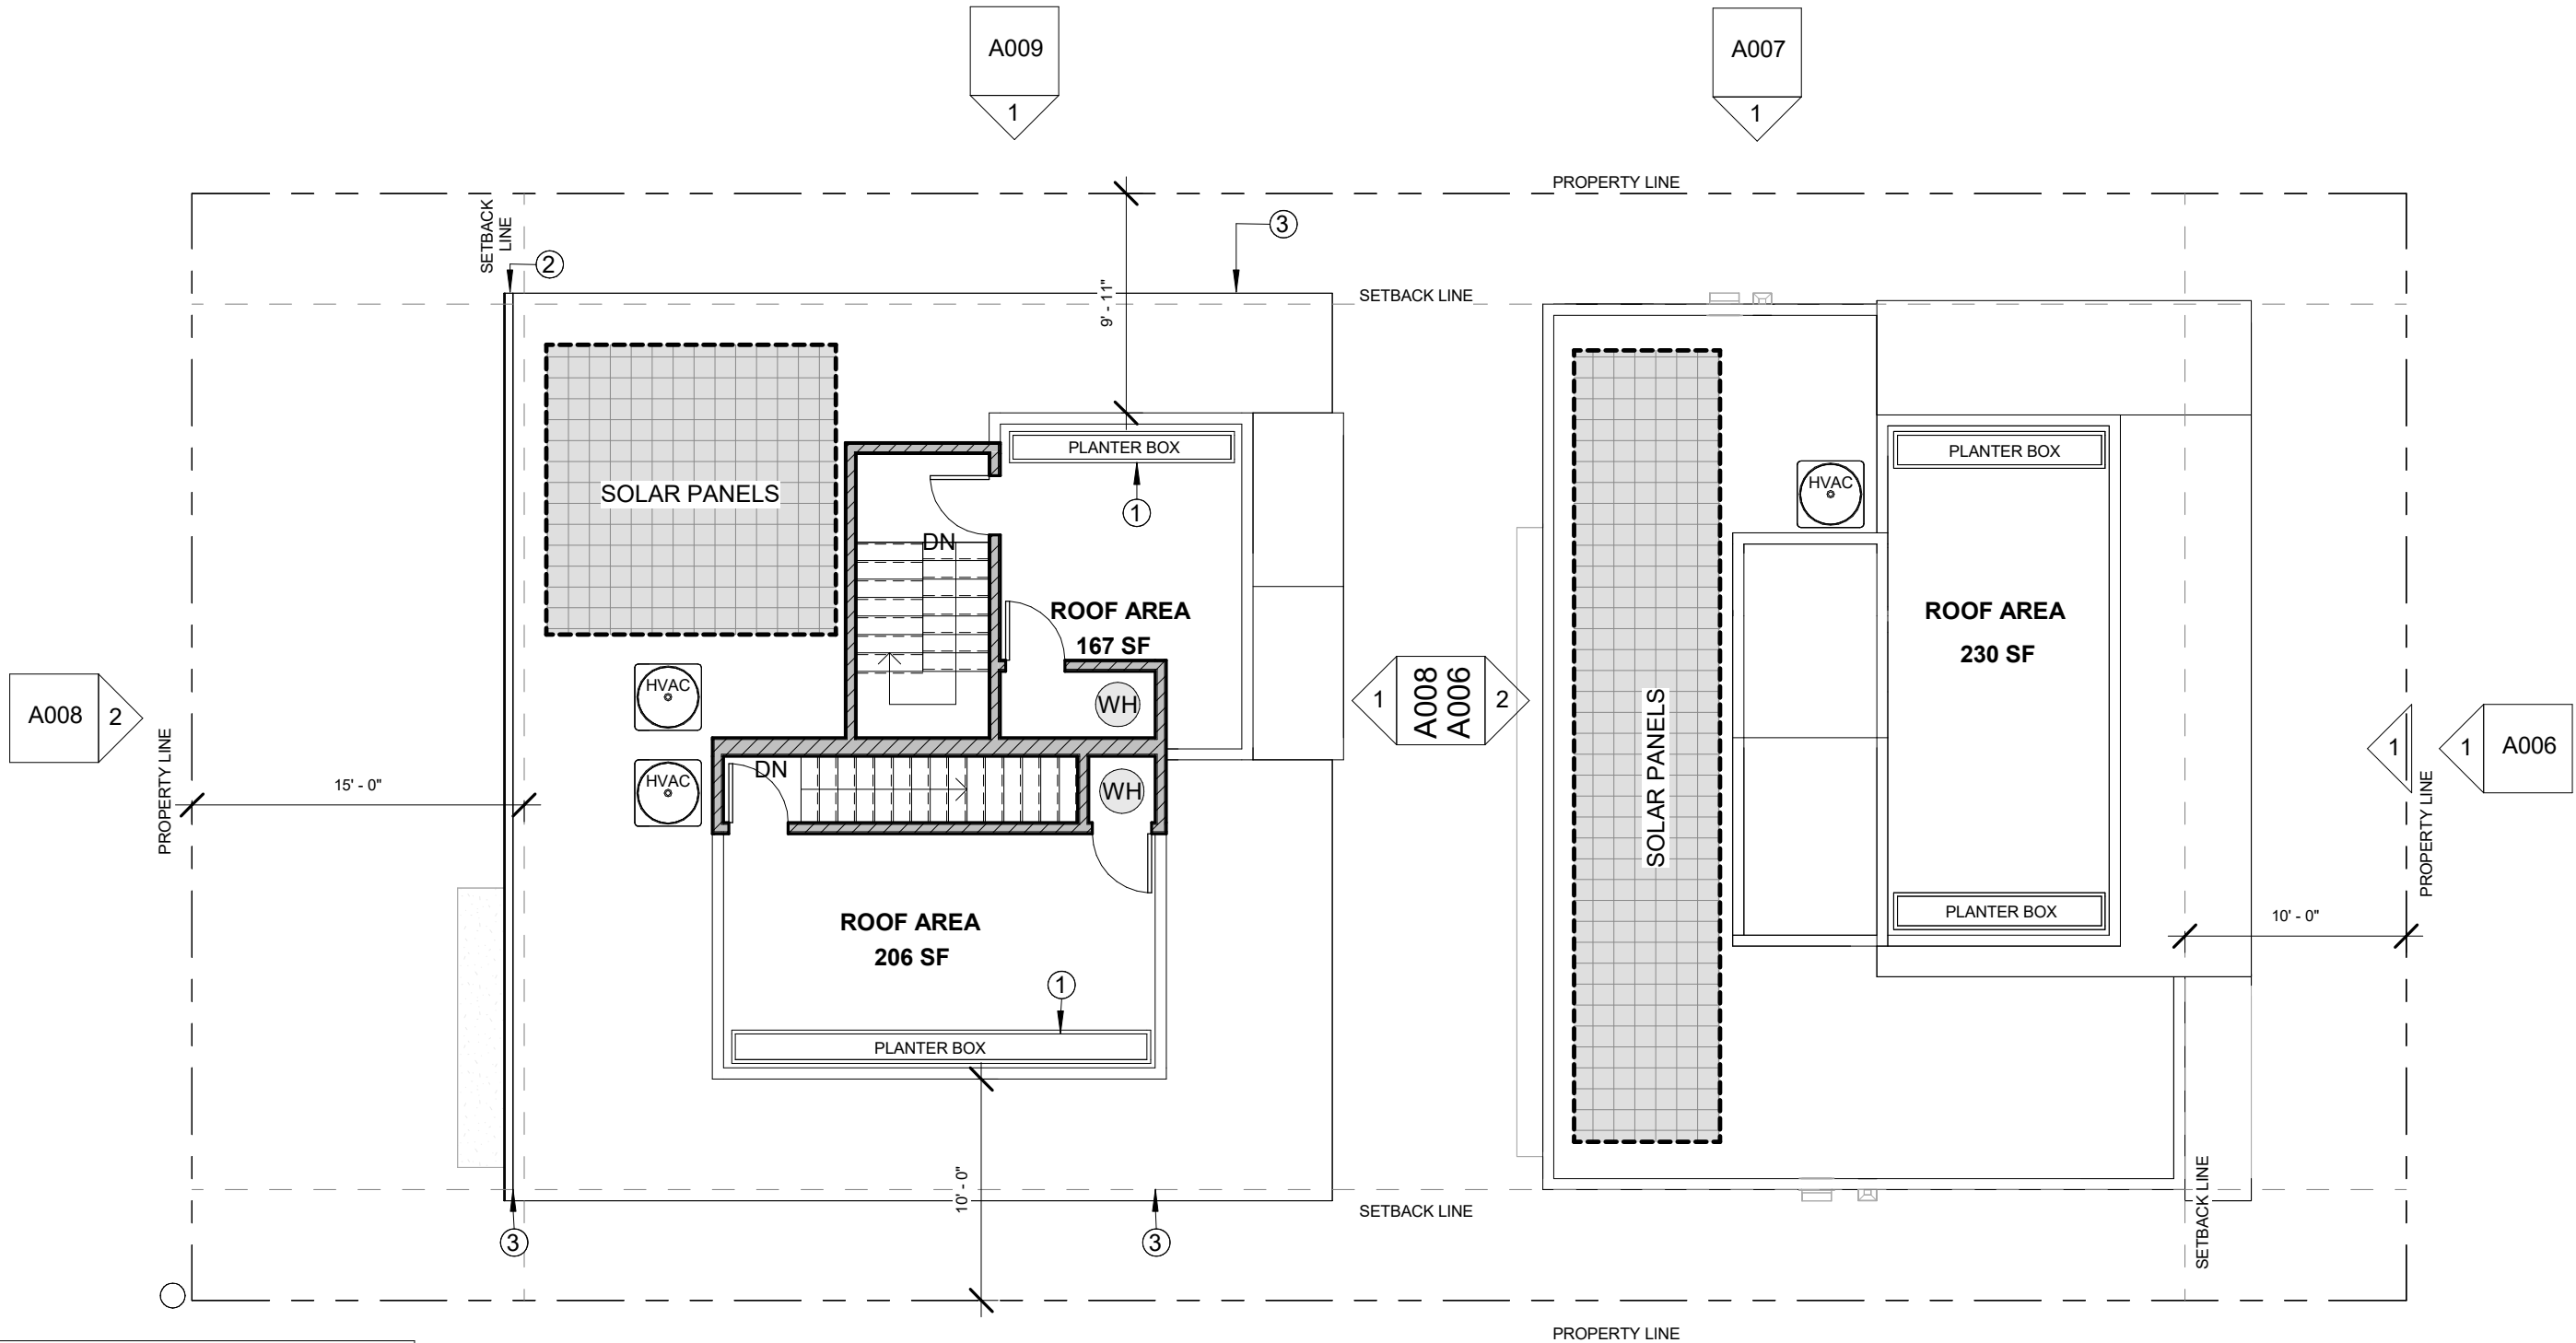 A009
1
A007
1
PROPERTY LINE
SETBACK
LINE
3
2
SETBACK LINE
9' - 11"
PLANTER BOX
PLANTER BOX
SOLAR PANELS
HVAC
1
DN
ROOF AREA
167 SF
ROOF AREA
230 SF
HVAC
WH
1
A008
A006
2
A008
2
1
1
A006
PROPERTY LINE
15' - 0"
HVAC
DN
WH
SOLAR PANELS
PROPERTY LINE
ROOF AREA
206 SF
PLANTER BOX
10' - 0"
1
PLANTER BOX
10' - 0"
SETBACK LINE
SETBACK LINE
3
3
PROPERTY LINE